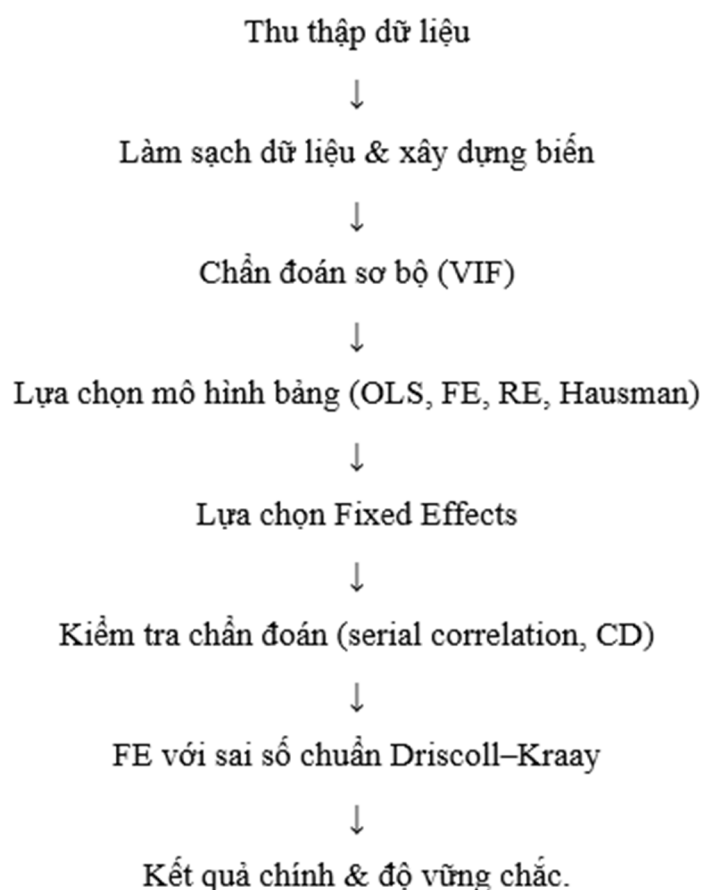 Thu thập dữ liệu
↓
Làm sạch dữ liệu & xây dựng biến
↓
Chẩn đoán sơ bộ (VIF)
↓
Lựa chọn mô hình bảng (OLS, FE, RE, Hausman)
↓
Lựa chọn Fixed Effects
↓
Kiểm tra chẩn đoán (serial correlation, CD)
↓
FE với sai số chuẩn Driscoll–Kraay
↓
Kết quả chính & độ vững chắc.